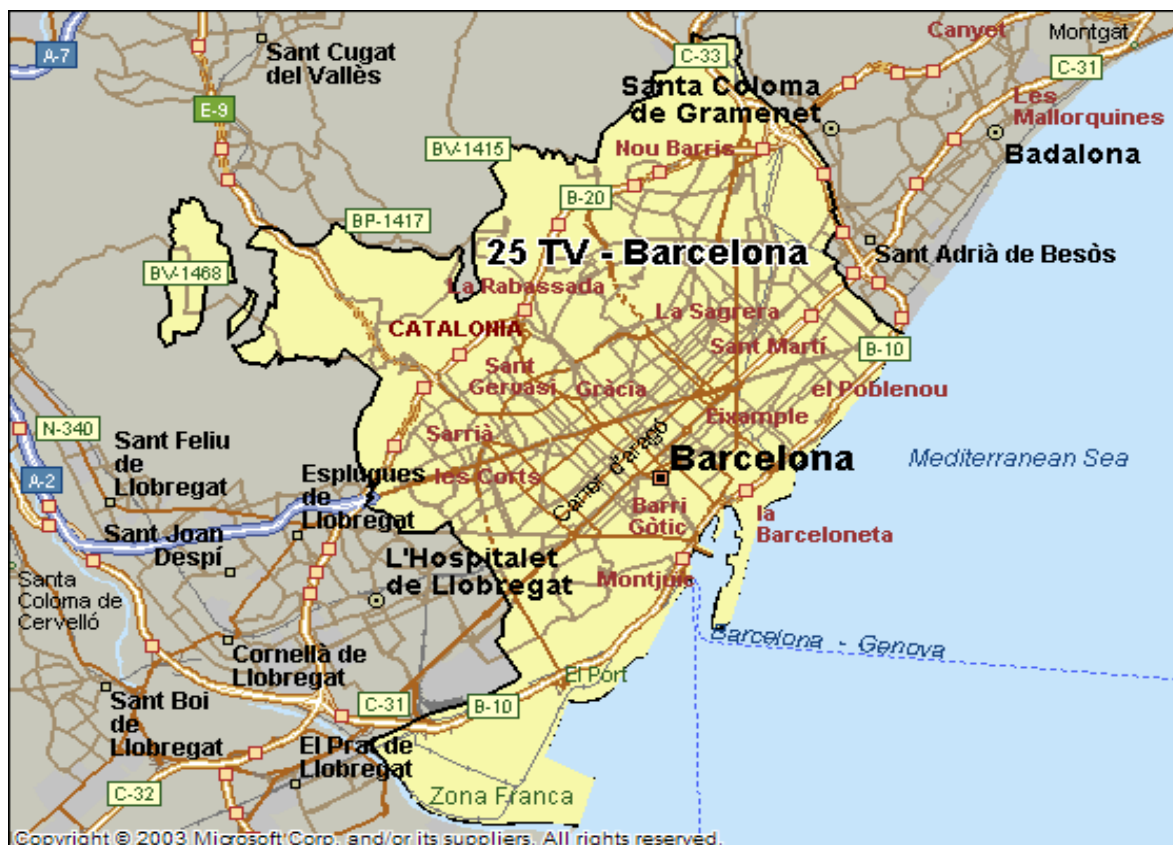 A-7
Sant Cugat
del Vallès
C-33
Canyet
Montgat
C-31
Santa Coloma
de Gramenet
Les
Mallorquines
E-9
BV-1415
Nou Barris
Badalona
B-20
BP-1417
25 TV - Barcelona
Sant Adrià de Besòs
BV-1468
La Rabassada
La Sagrera
CATALONIA
Sant Martí
B-10
Sant
Gervasi
Gràcia
el Poblenou
Eixample
N-340
Sant Feliu
de
Llobregat
Sarrià
Carrer d'aragó
Barcelona
Mediterranean Sea
A-2
Esplugues
de
Llobregat
les Corts
Barri
Gòtic
la
Barceloneta
Sant Joan
Despí
L'Hospitalet
de Llobregat
Montjuïc
Santa
Coloma de
Cervelló
Barcelona - Genova
Cornellà de
Llobregat
El Port
Sant Boi
de
Llobregat
C-31
B-10
El Prat de
Llobregat
C-32
Zona Franca
Copyright © 2003 Microsoft Corp. and/or its suppliers. All rights reserved.